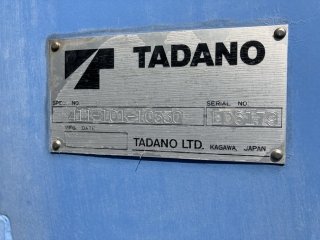 TADANO
SPEC. NO.
SERIAL NO.
MFG. DATE
TADANO LTD. KAGAWA, JAPAN